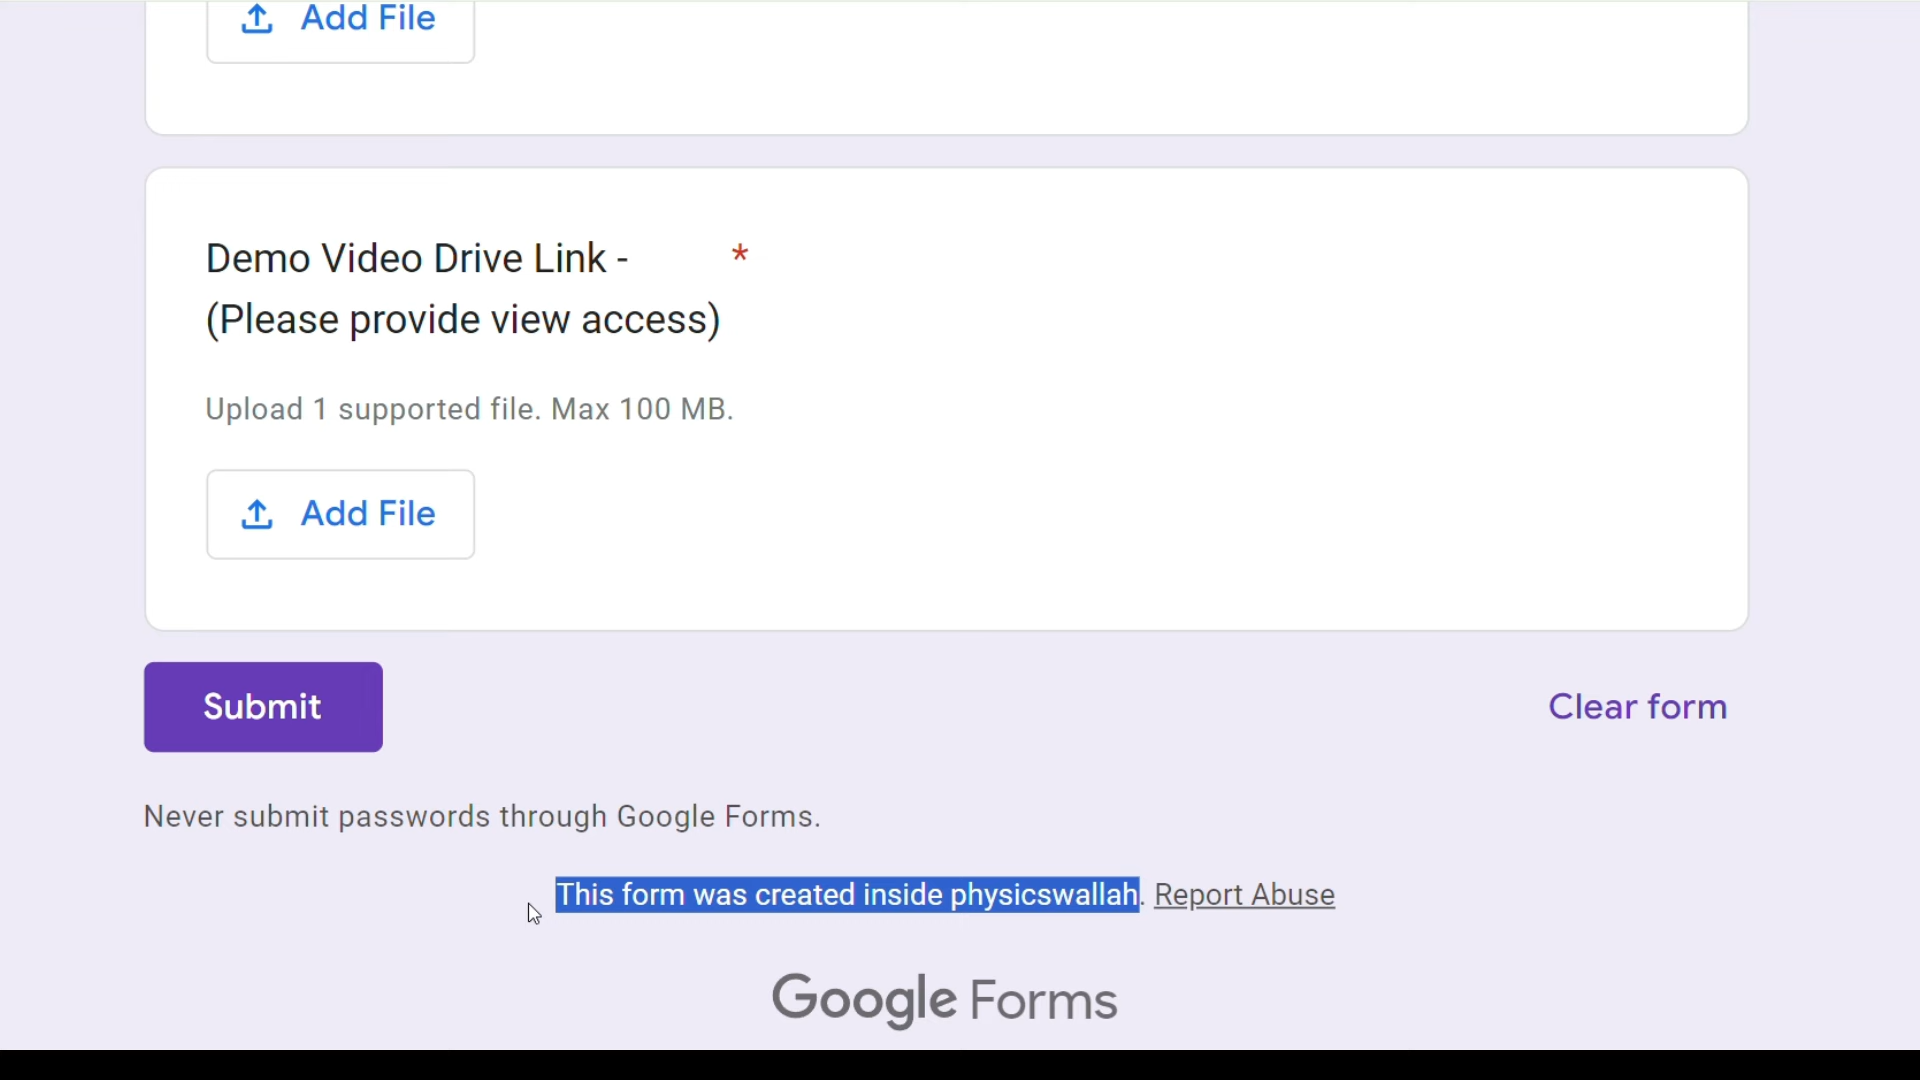 Add File
Demo Video Drive Link - *
(Please provide view access)
Upload 1 supported file. Max 100 MB.
Add File
Submit
Clear form
Never submit passwords through Google Forms.
This form was created inside physicswallah. Report Abuse
Google Forms